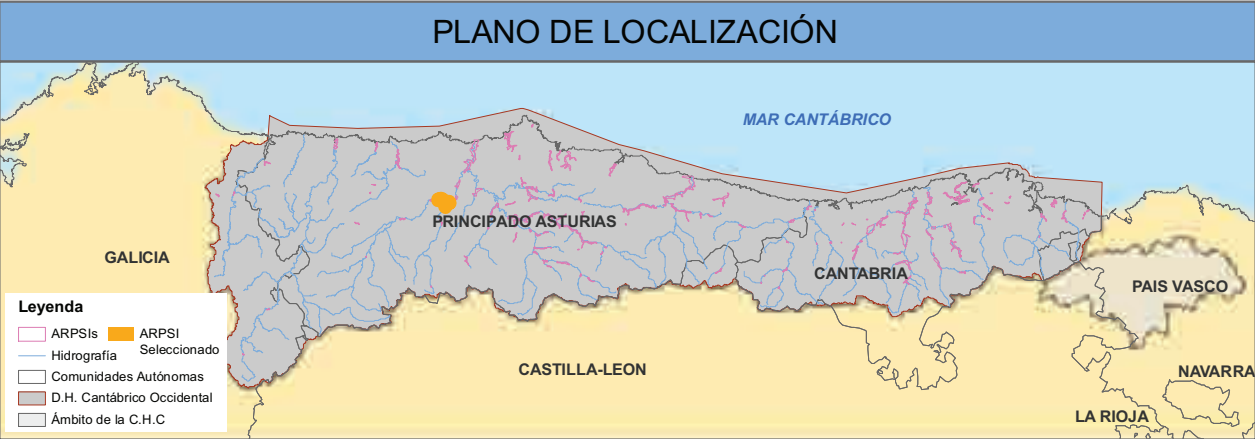 PLANO DE LOCALIZACIÓN
MAR CANTÁBRICO
PRINCIPADO ASTURIAS
GALICIA
CANTABRIA
PAIS VASCO
CASTILLA-LEON
NAVARRA
LA RIOJA
Leyenda
ARPSIs
ARPSI
Seleccionado
Hidrografía
Comunidades Autónomas
D.H. Cantábrico Occidental
Ámbito de la C.H.C